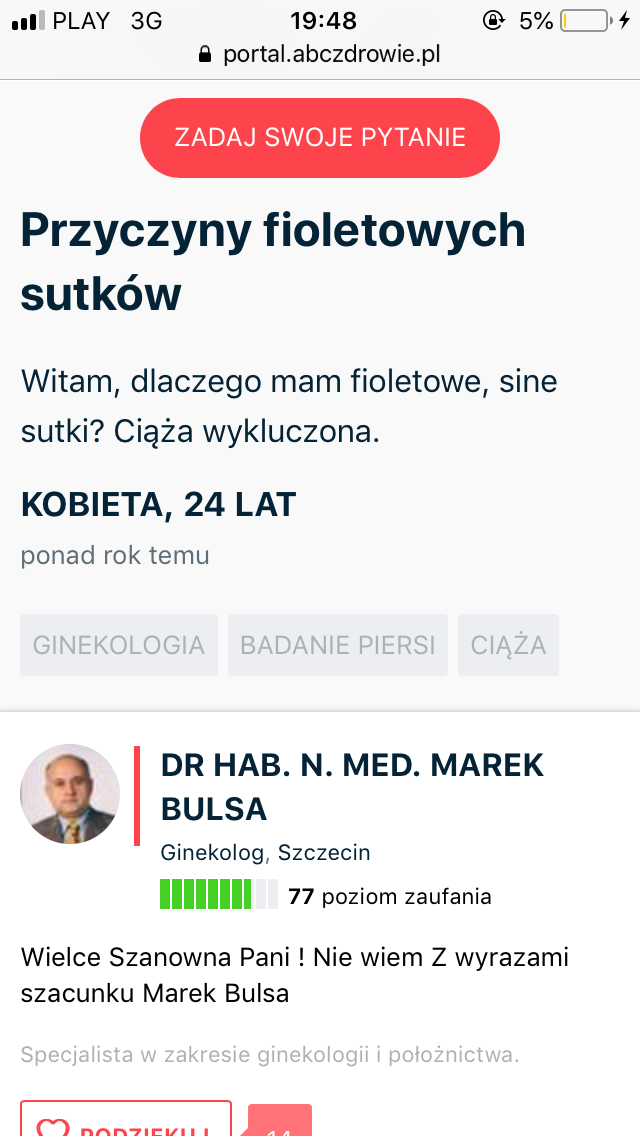 PLAY 3G 19:48 5%
portal.abczdrowie.pl
ZADAJ SWOJE PYTANIE
Przyczyny fioletowych
sutków
Witam, dlaczego mam fioletowe, sine
sutki? Ciąża wykluczona.
KOBIETA, 24 LAT
ponad rok temu
GINEKOLOGIA BADANIE PIERSI CIĄŻA
DR HAB. N. MED. MAREK
BULSA
Ginekolog, Szczecin
77 poziom zaufania
Wielce Szanowna Pani ! Nie wiem Z wyrazami
szacunku Marek Bulsa
Specjalista w zakresie ginekologii i położnictwa.
PODZIĘKUJ 14